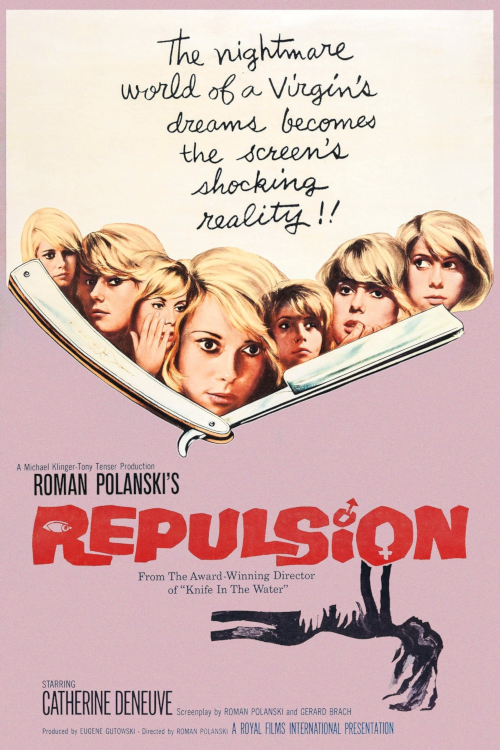 The nightmare
world of a Virgin's
dreams becomes
the screen's
shocking
reality!!
A Michael Klinger-Tony Tenser Production
ROMAN POLANSKI'S
REPULSION
From The Award-Winning Director
of "Knife In The Water"
STARRING
CATHERINE DENEUVE Screenplay by ROMAN POLANSKI and GERARD BRACH
Produced by EUGENE GUTOWSKI - Directed by ROMAN POLANSKI A ROYAL FILMS INTERNATIONAL PRESENTATION